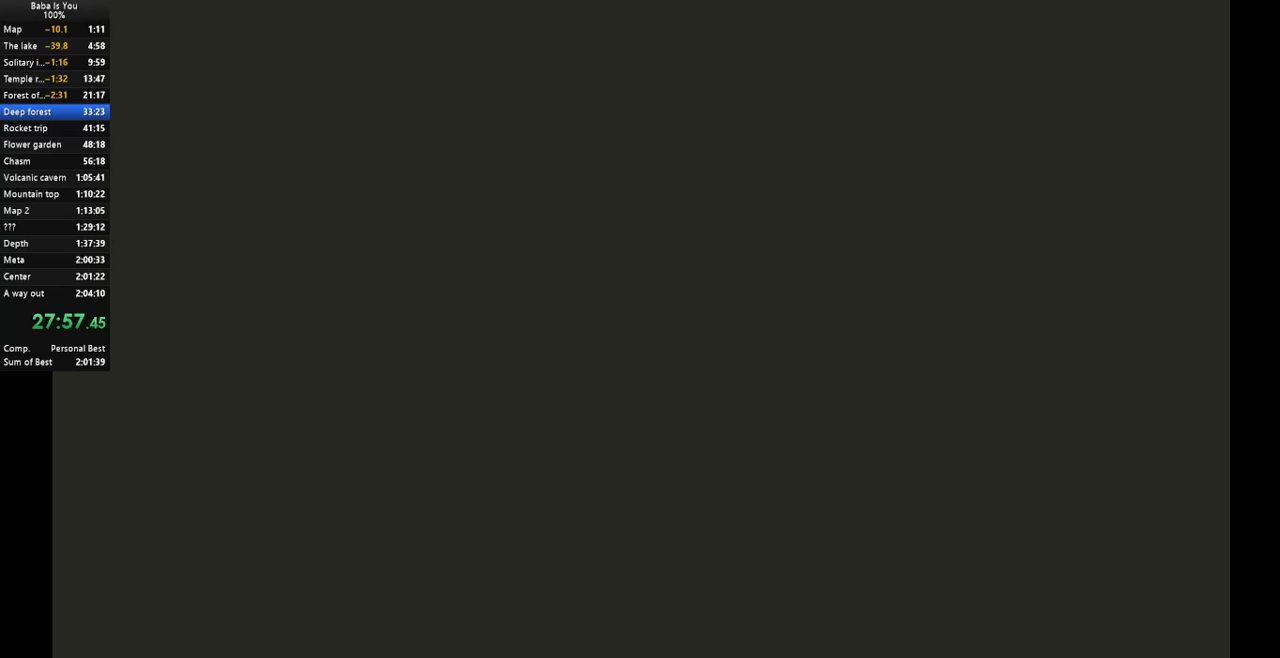 Baba Is You
100%
Map -10.1 1:11
The lake -39.8 4:58
Solitary i... -1:16 9:59
Temple r... -1:32 13:47
Forest of... -2:31 21:17
Deep forest 33:23
Rocket trip 41:15
Flower garden 48:18
Chasm 56:18
Volcanic cavern 1:05:41
Mountain top 1:10:22
Map 2 1:13:05
??? 1:29:12
Depth 1:37:39
Meta 2:00:33
Center 2:01:22
A way out 2:04:10
27:57.45
Comp. Personal Best
Sum of Best 2:01:39